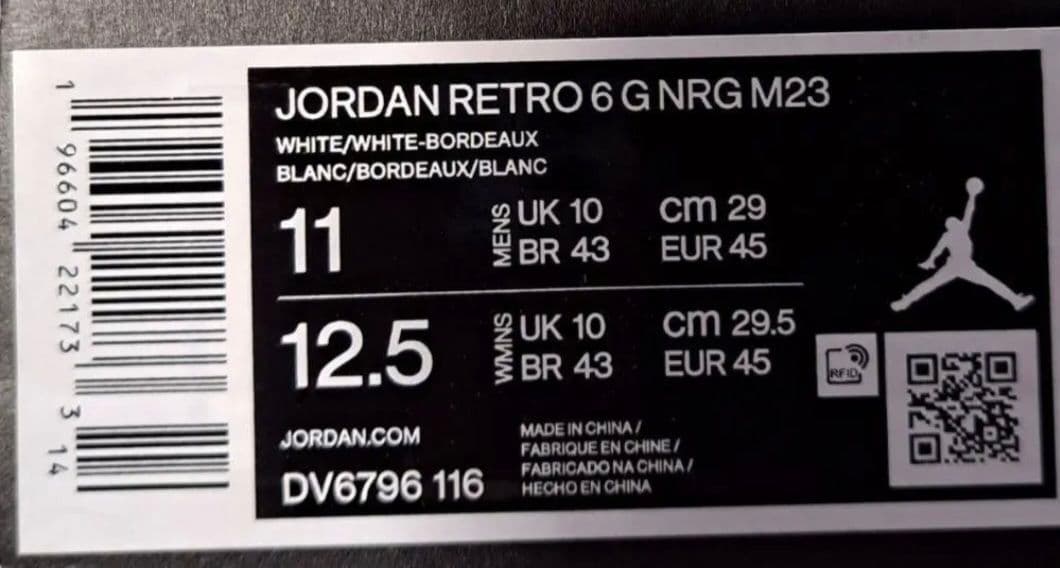 1 96604 22173 3 14
JORDAN RETRO 6 G NRG M23
WHITE/WHITE-BORDEAUX
BLANC/BORDEAUX/BLANC
11
MENS
UK 10
cm 29
BR 43
EUR 45
12.5
WMNS
UK 10
cm 29.5
BR 43
EUR 45
RFID
JORDAN.COM
MADE IN CHINA /
FABRIQUE EN CHINE /
FABRICADO NA CHINA /
HECHO EN CHINA
DV6796 116